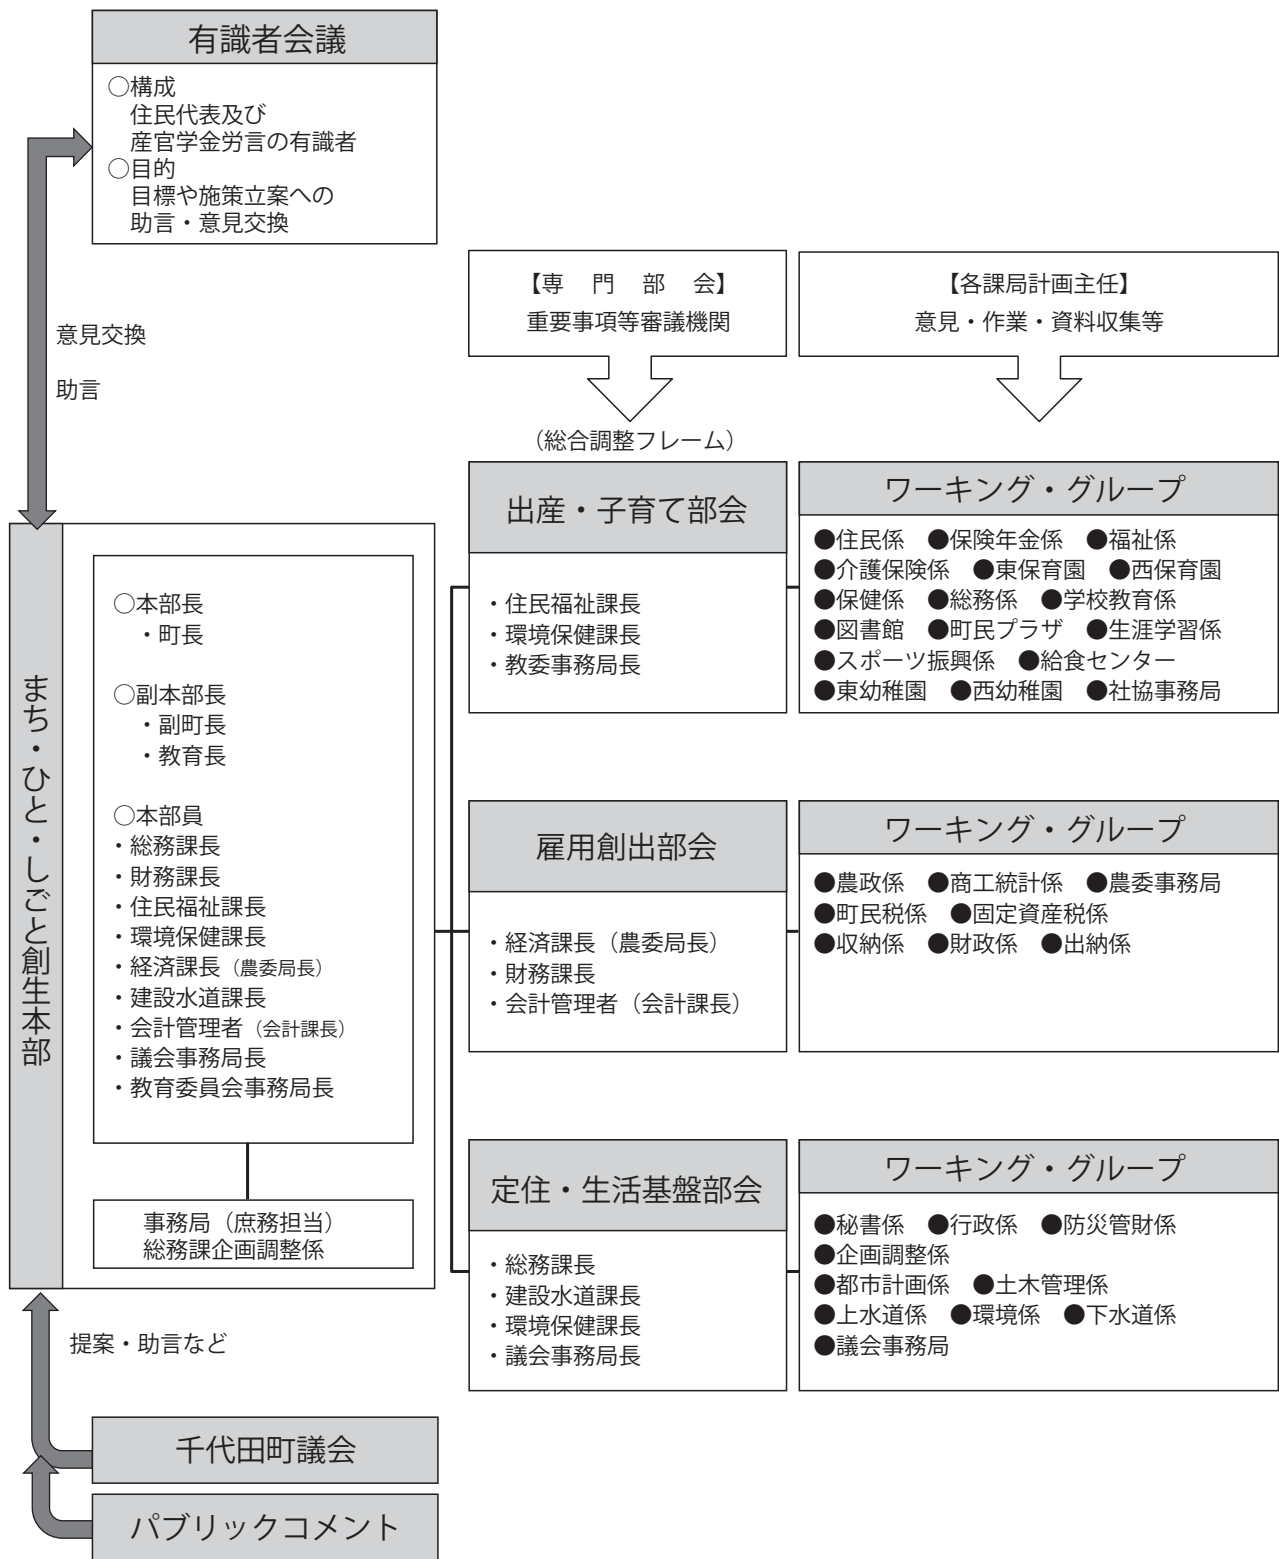 有識者会議
○構成
住民代表及び
産官学金労言の有識者
○目的
目標や施策立案への
助言・意見交換
意見交換
助言
【専　門　部　会】
重要事項等審議機関
【各課局計画主任】
意見・作業・資料収集等
（総合調整フレーム）
まち・ひと・しごと創生本部
○本部長
・町長
○副本部長
・副町長
・教育長
○本部員
・総務課長
・財務課長
・住民福祉課長
・環境保健課長
・経済課長（農委局長）
・建設水道課長
・会計管理者（会計課長）
・議会事務局長
・教育委員会事務局長
事務局（庶務担当）
総務課企画調整係
出産・子育て部会
・住民福祉課長
・環境保健課長
・教委事務局長
ワーキング・グループ
●住民係　●保険年金係　●福祉係
●介護保険係　●東保育園　●西保育園
●保健係　●総務係　●学校教育係
●図書館　●町民プラザ　●生涯学習係
●スポーツ振興係　●給食センター
●東幼稚園　●西幼稚園　●社協事務局
雇用創出部会
・経済課長（農委局長）
・財務課長
・会計管理者（会計課長）
ワーキング・グループ
●農政係　●商工統計係　●農委事務局
●町民税係　●固定資産税係
●収納係　●財政係　●出納係
定住・生活基盤部会
・総務課長
・建設水道課長
・環境保健課長
・議会事務局長
ワーキング・グループ
●秘書係　●行政係　●防災管財係
●企画調整係
●都市計画係　●土木管理係
●上水道係　●環境係　●下水道係
●議会事務局
提案・助言など
千代田町議会
パブリックコメント